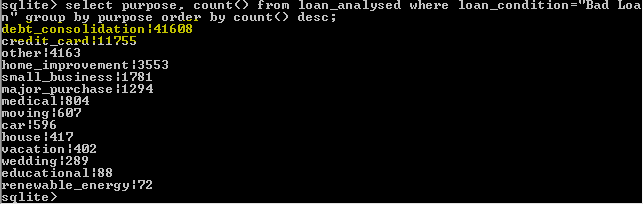 sqlite> select purpose, count() from loan_analysed where loan_condition="Bad Loa
n" group by purpose order by count() desc;
debt_consolidation|41608
credit_card|11755
other|4163
home_improvement|3553
small_business|1781
major_purchase|1294
medical|804
moving|607
car|596
house|417
vacation|402
wedding|289
educational|88
renewable_energy|72
sqlite>